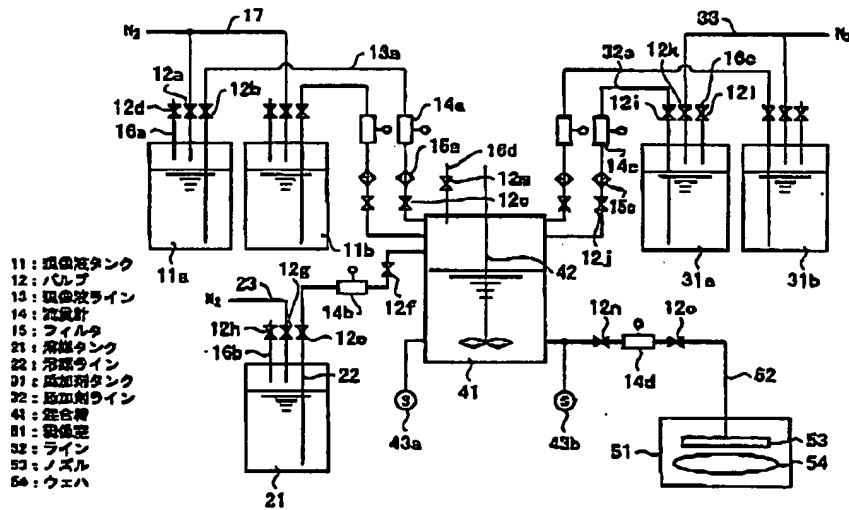 N₂
17
13a
12a
12b
12d
16a
14a
15a
16d
12m
12c
11a
11b
33
N₂
32a
12k
16c
12i
12l
14c
15c
12j
31a
31b
42
41
23
12g
N₂
12h
16b
12e
14b
12f
22
21
43a
43b
12n
12o
14d
51
53
54
11:現像液タンク
12:バルブ
13:現像液ライン
14:流量計
15:フィルタ
21:溶媒タンク
22:溶媒ライン
31:添加剤タンク
32:添加剤ライン
41:混合槽
51:現像室
52:ライン
53:ノズル
54:ウェハ